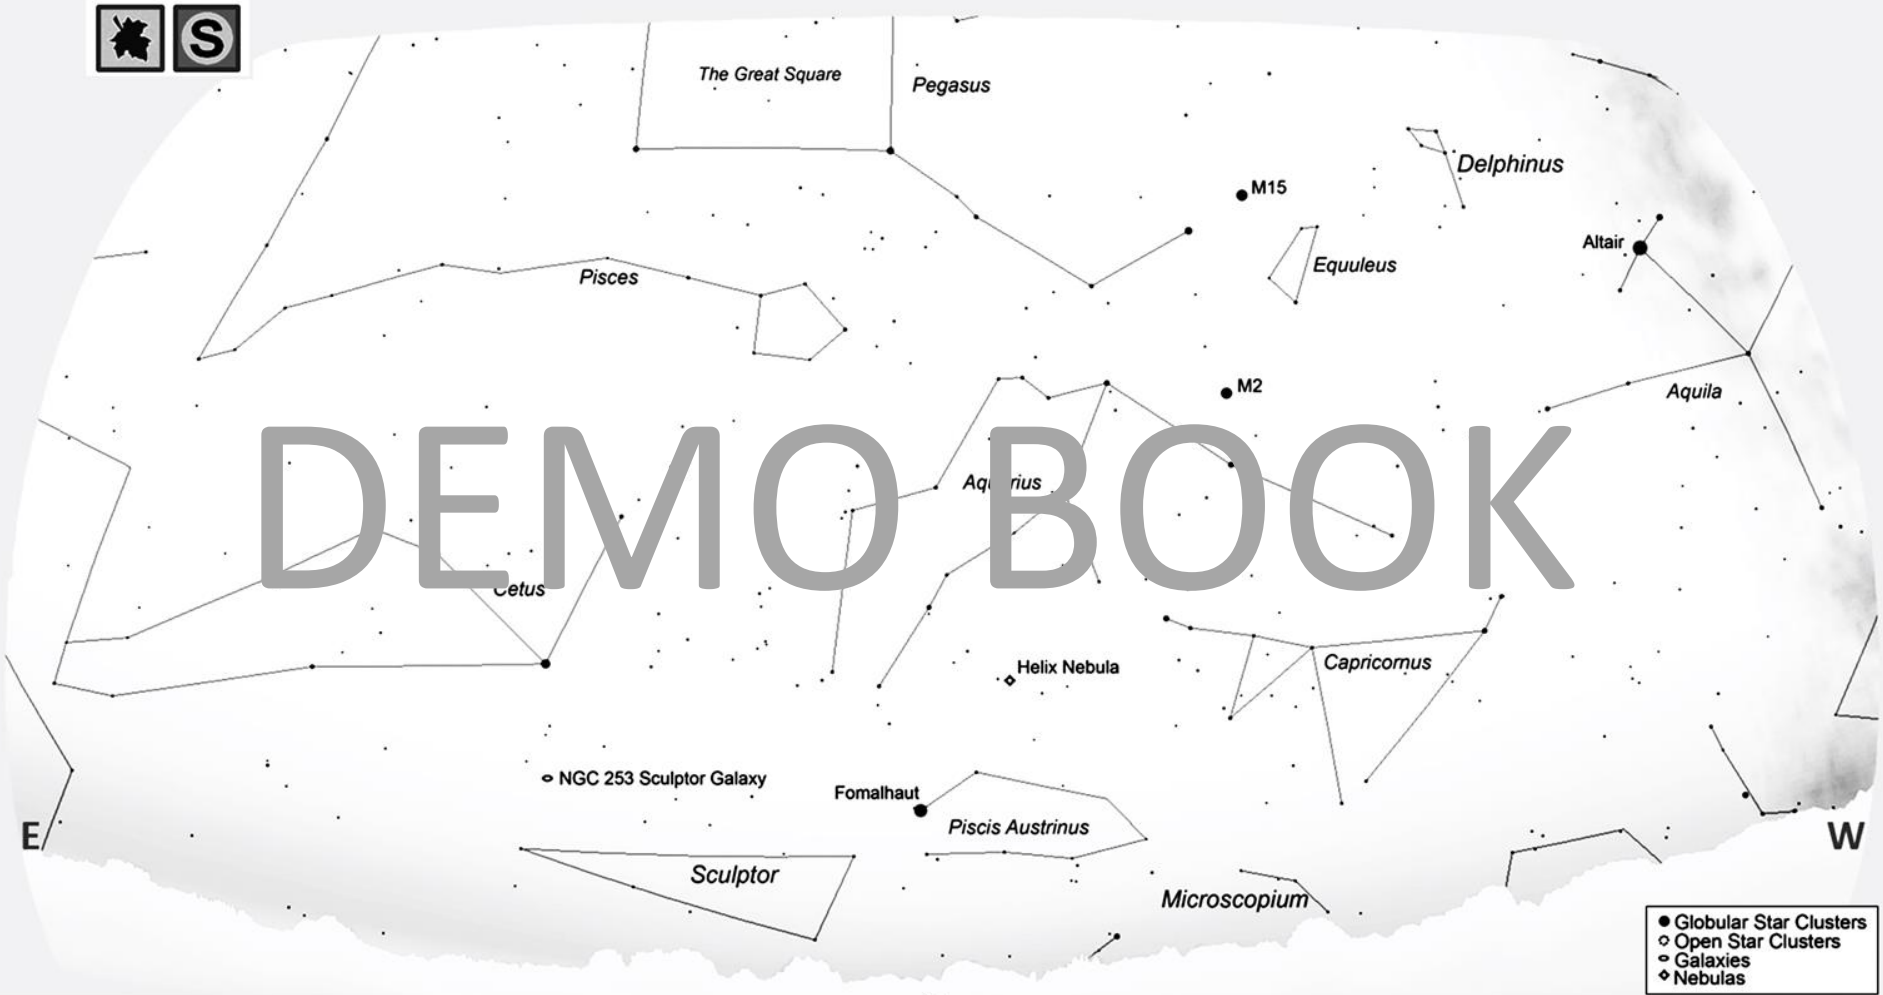 S
The Great Square
Pegasus
Delphinus
M15
Altair
Equuleus
Pisces
M2
Aquila
DEMO BOOK
Aquarius
Cetus
Helix Nebula
Capricornus
NGC 253 Sculptor Galaxy
Fomalhaut
Piscis Austrinus
E
W
Sculptor
Microscopium
Globular Star Clusters
Open Star Clusters
Galaxies
Nebulas